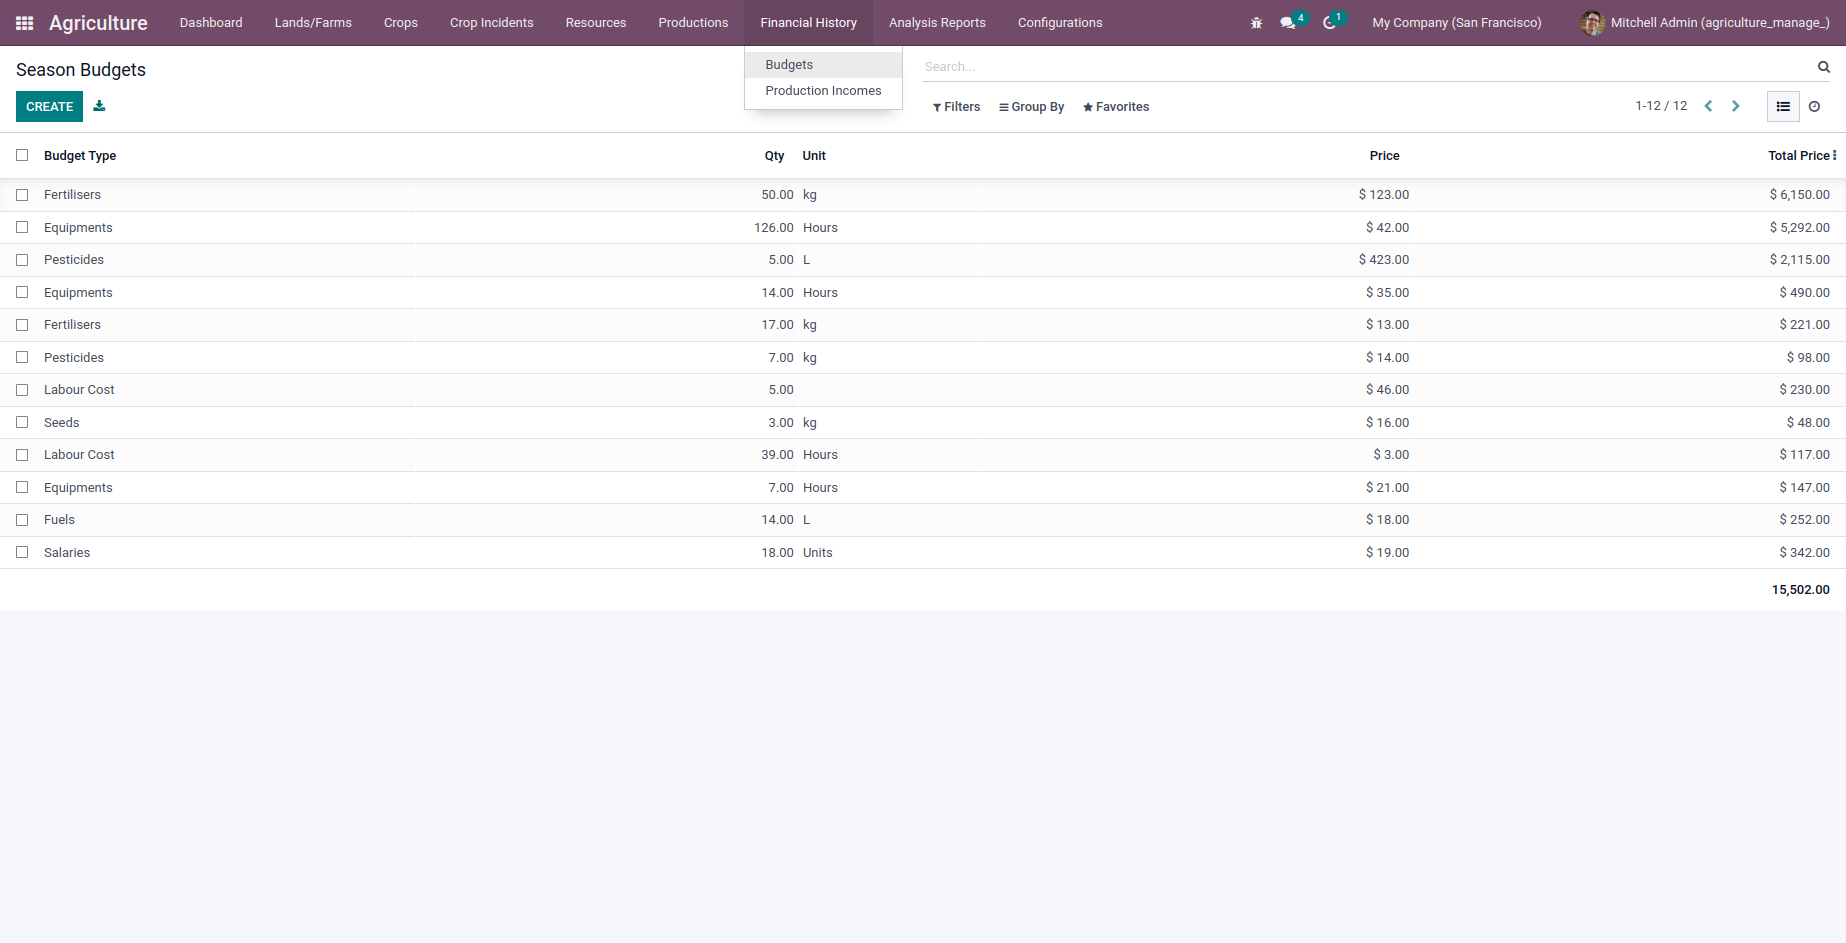 Agriculture Dashboard Lands/Farms Crops Crop Incidents Resources Productions Financial History Analysis Reports Configurations 4 1 My Company (San Francisco) Mitchell Admin (agriculture_manage_)
Season Budgets
Budgets
Production Incomes
Search...
CREATE
Filters Group By Favorites
1-12 / 12
Budget Type Qty Unit Price Total Price
Fertilisers 50.00 kg $ 123.00 $ 6,150.00
Equipments 126.00 Hours $ 42.00 $ 5,292.00
Pesticides 5.00 L $ 423.00 $ 2,115.00
Equipments 14.00 Hours $ 35.00 $ 490.00
Fertilisers 17.00 kg $ 13.00 $ 221.00
Pesticides 7.00 kg $ 14.00 $ 98.00
Labour Cost 5.00 $ 46.00 $ 230.00
Seeds 3.00 kg $ 16.00 $ 48.00
Labour Cost 39.00 Hours $ 3.00 $ 117.00
Equipments 7.00 Hours $ 21.00 $ 147.00
Fuels 14.00 L $ 18.00 $ 252.00
Salaries 18.00 Units $ 19.00 $ 342.00
15,502.00